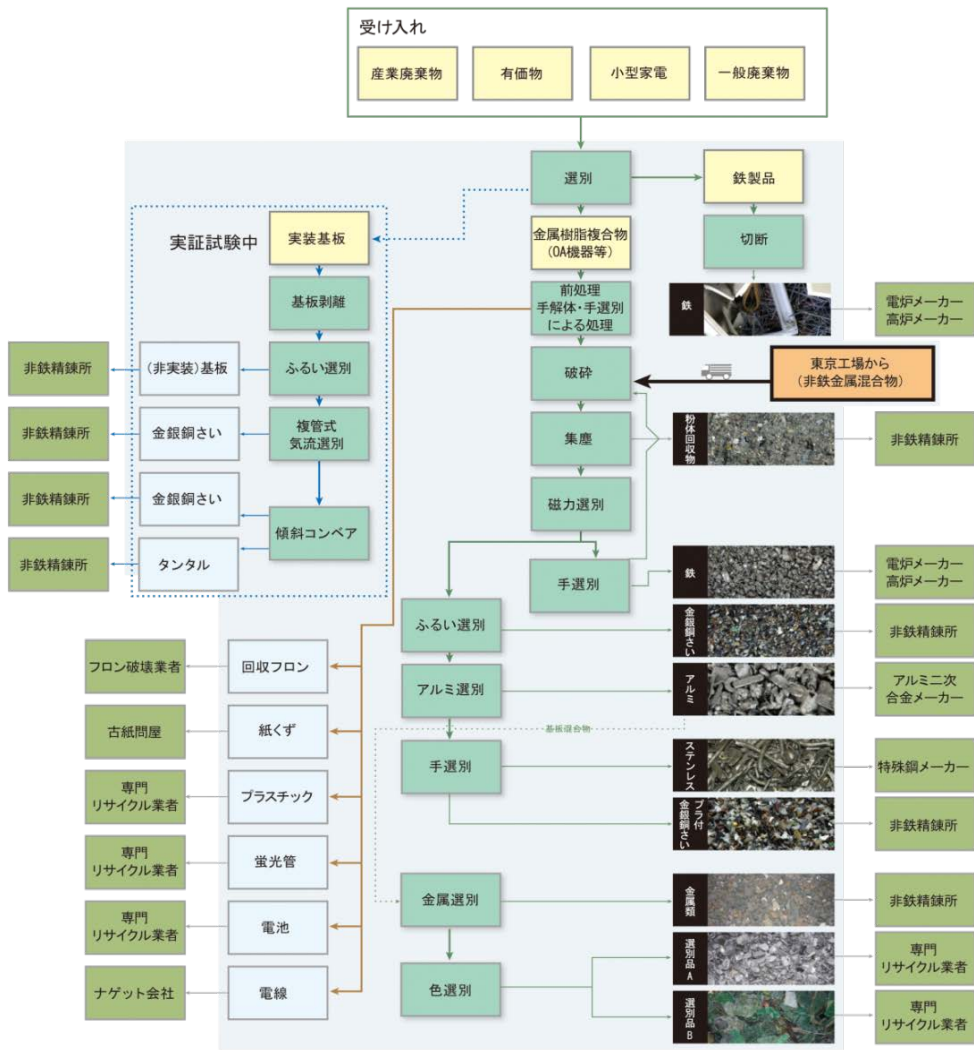 受け入れ
産業廃棄物
有価物
小型家電
一般廃棄物
選別
鉄製品
実証試験中
実装基板
金属樹脂複合物
(OA機器等)
切断
基板剥離
前処理
手解体・手選別
による処理
鉄
電炉メーカー
高炉メーカー
非鉄精錬所
(非実装)基板
ふるい選別
破砕
東京工場から
(非鉄金属混合物)
非鉄精錬所
金銀銅さい
複管式
気流選別
集塵
粉体回収物
非鉄精錬所
非鉄精錬所
金銀銅さい
傾斜コンベア
磁力選別
非鉄精錬所
タンタル
手選別
鉄
電炉メーカー
高炉メーカー
ふるい選別
金銀銅さい
非鉄精錬所
フロン破壊業者
回収フロン
アルミ選別
アルミ
アルミ二次
合金メーカー
古紙問屋
紙くず
基板混合物
手選別
ステンレス
特殊鋼メーカー
専門
リサイクル業者
プラスチック
プラ付
金銀銅さい
非鉄精錬所
専門
リサイクル業者
蛍光管
金属選別
金属類
非鉄精錬所
専門
リサイクル業者
電池
選別品A
専門
リサイクル業者
ナゲット会社
電線
色選別
選別品B
専門
リサイクル業者